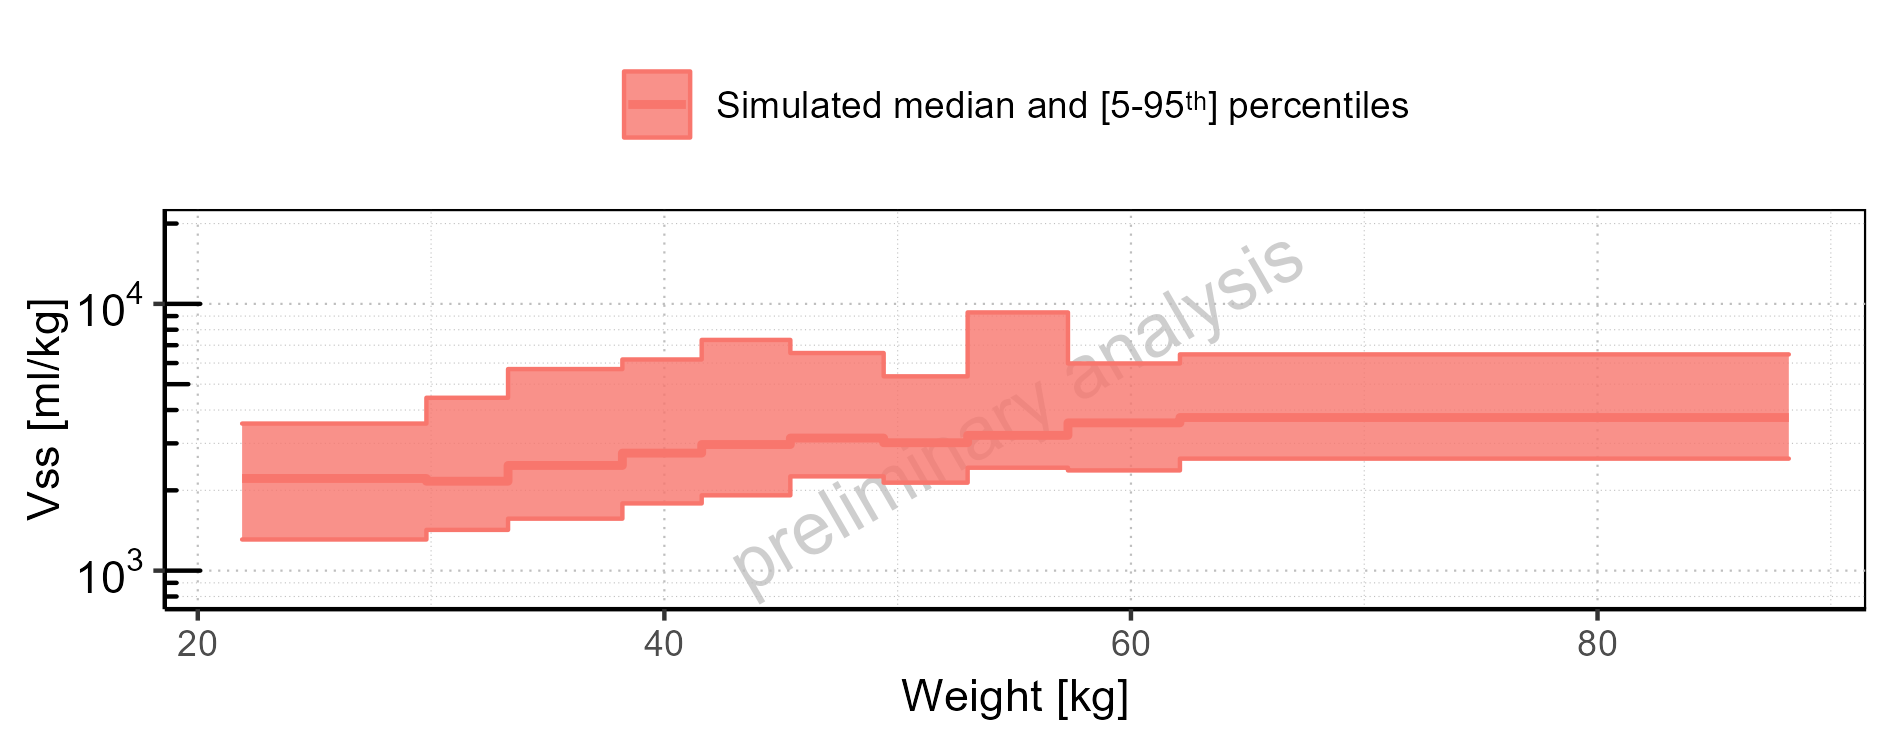 Simulated median and [5-95th] percentiles
Vss [ml/kg]
10^4
10^3
preliminary analysis
20 40 60 80
Weight [kg]